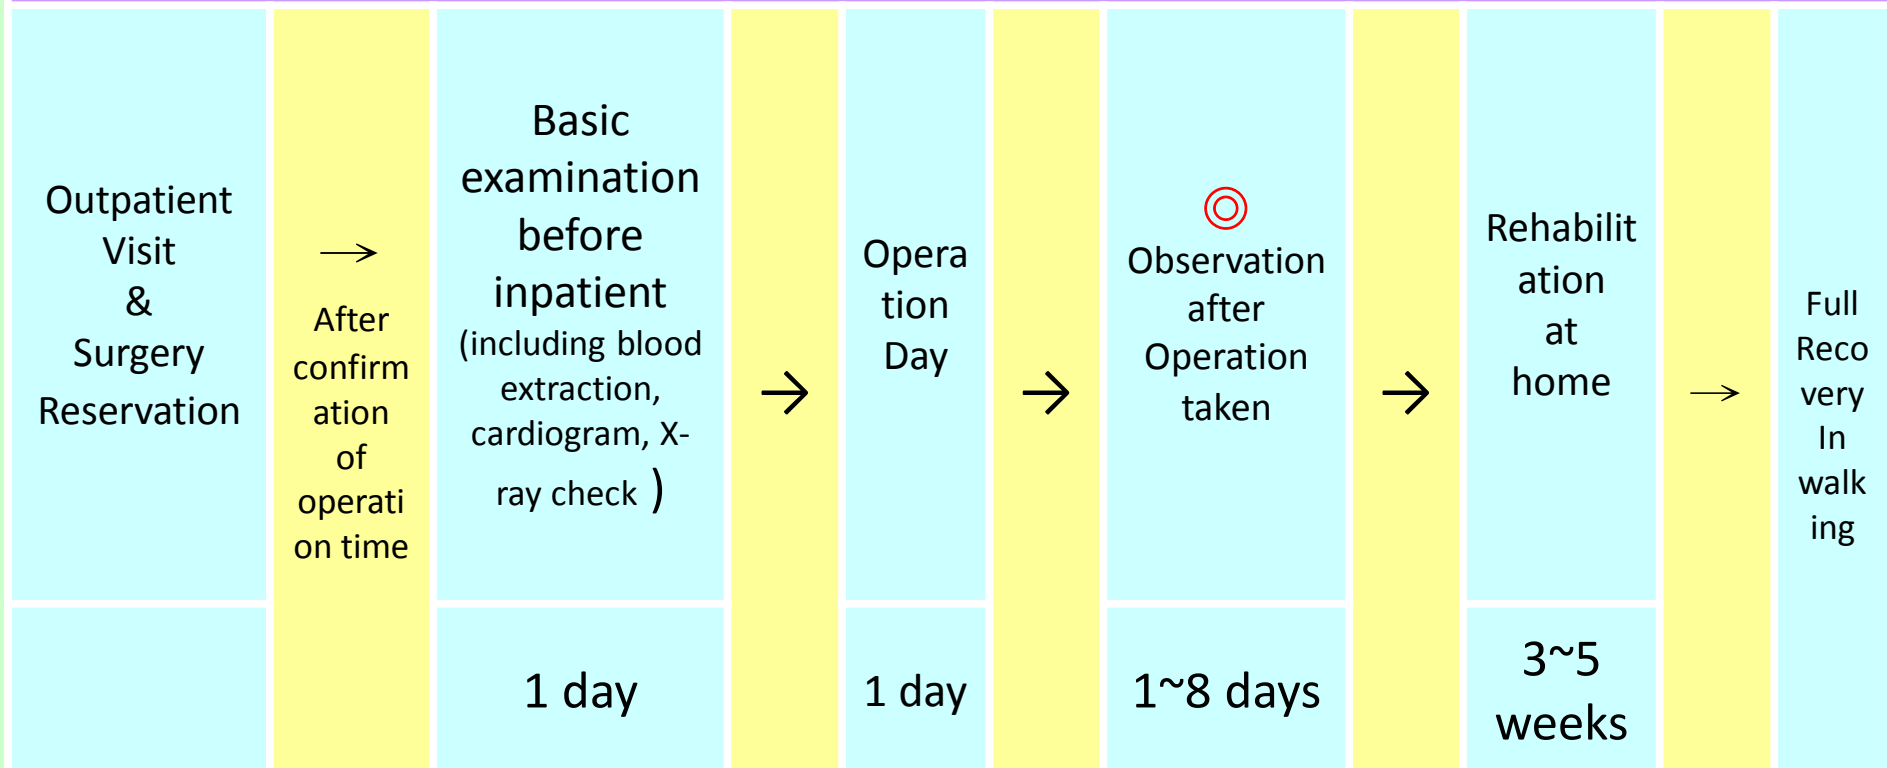 Outpatient
Visit
&
Surgery
Reservation
→
After
confirm
ation
of
operati
on time
Basic
examination
before
inpatient
(including blood
extraction,
cardiogram, X-
ray check )
→
Opera
tion
Day
→
◎
Observation
after
Operation
taken
→
Rehabilit
ation
at
home
→
Full
Reco
very
In
walk
ing
1 day
1 day
1~8 days
3~5
weeks